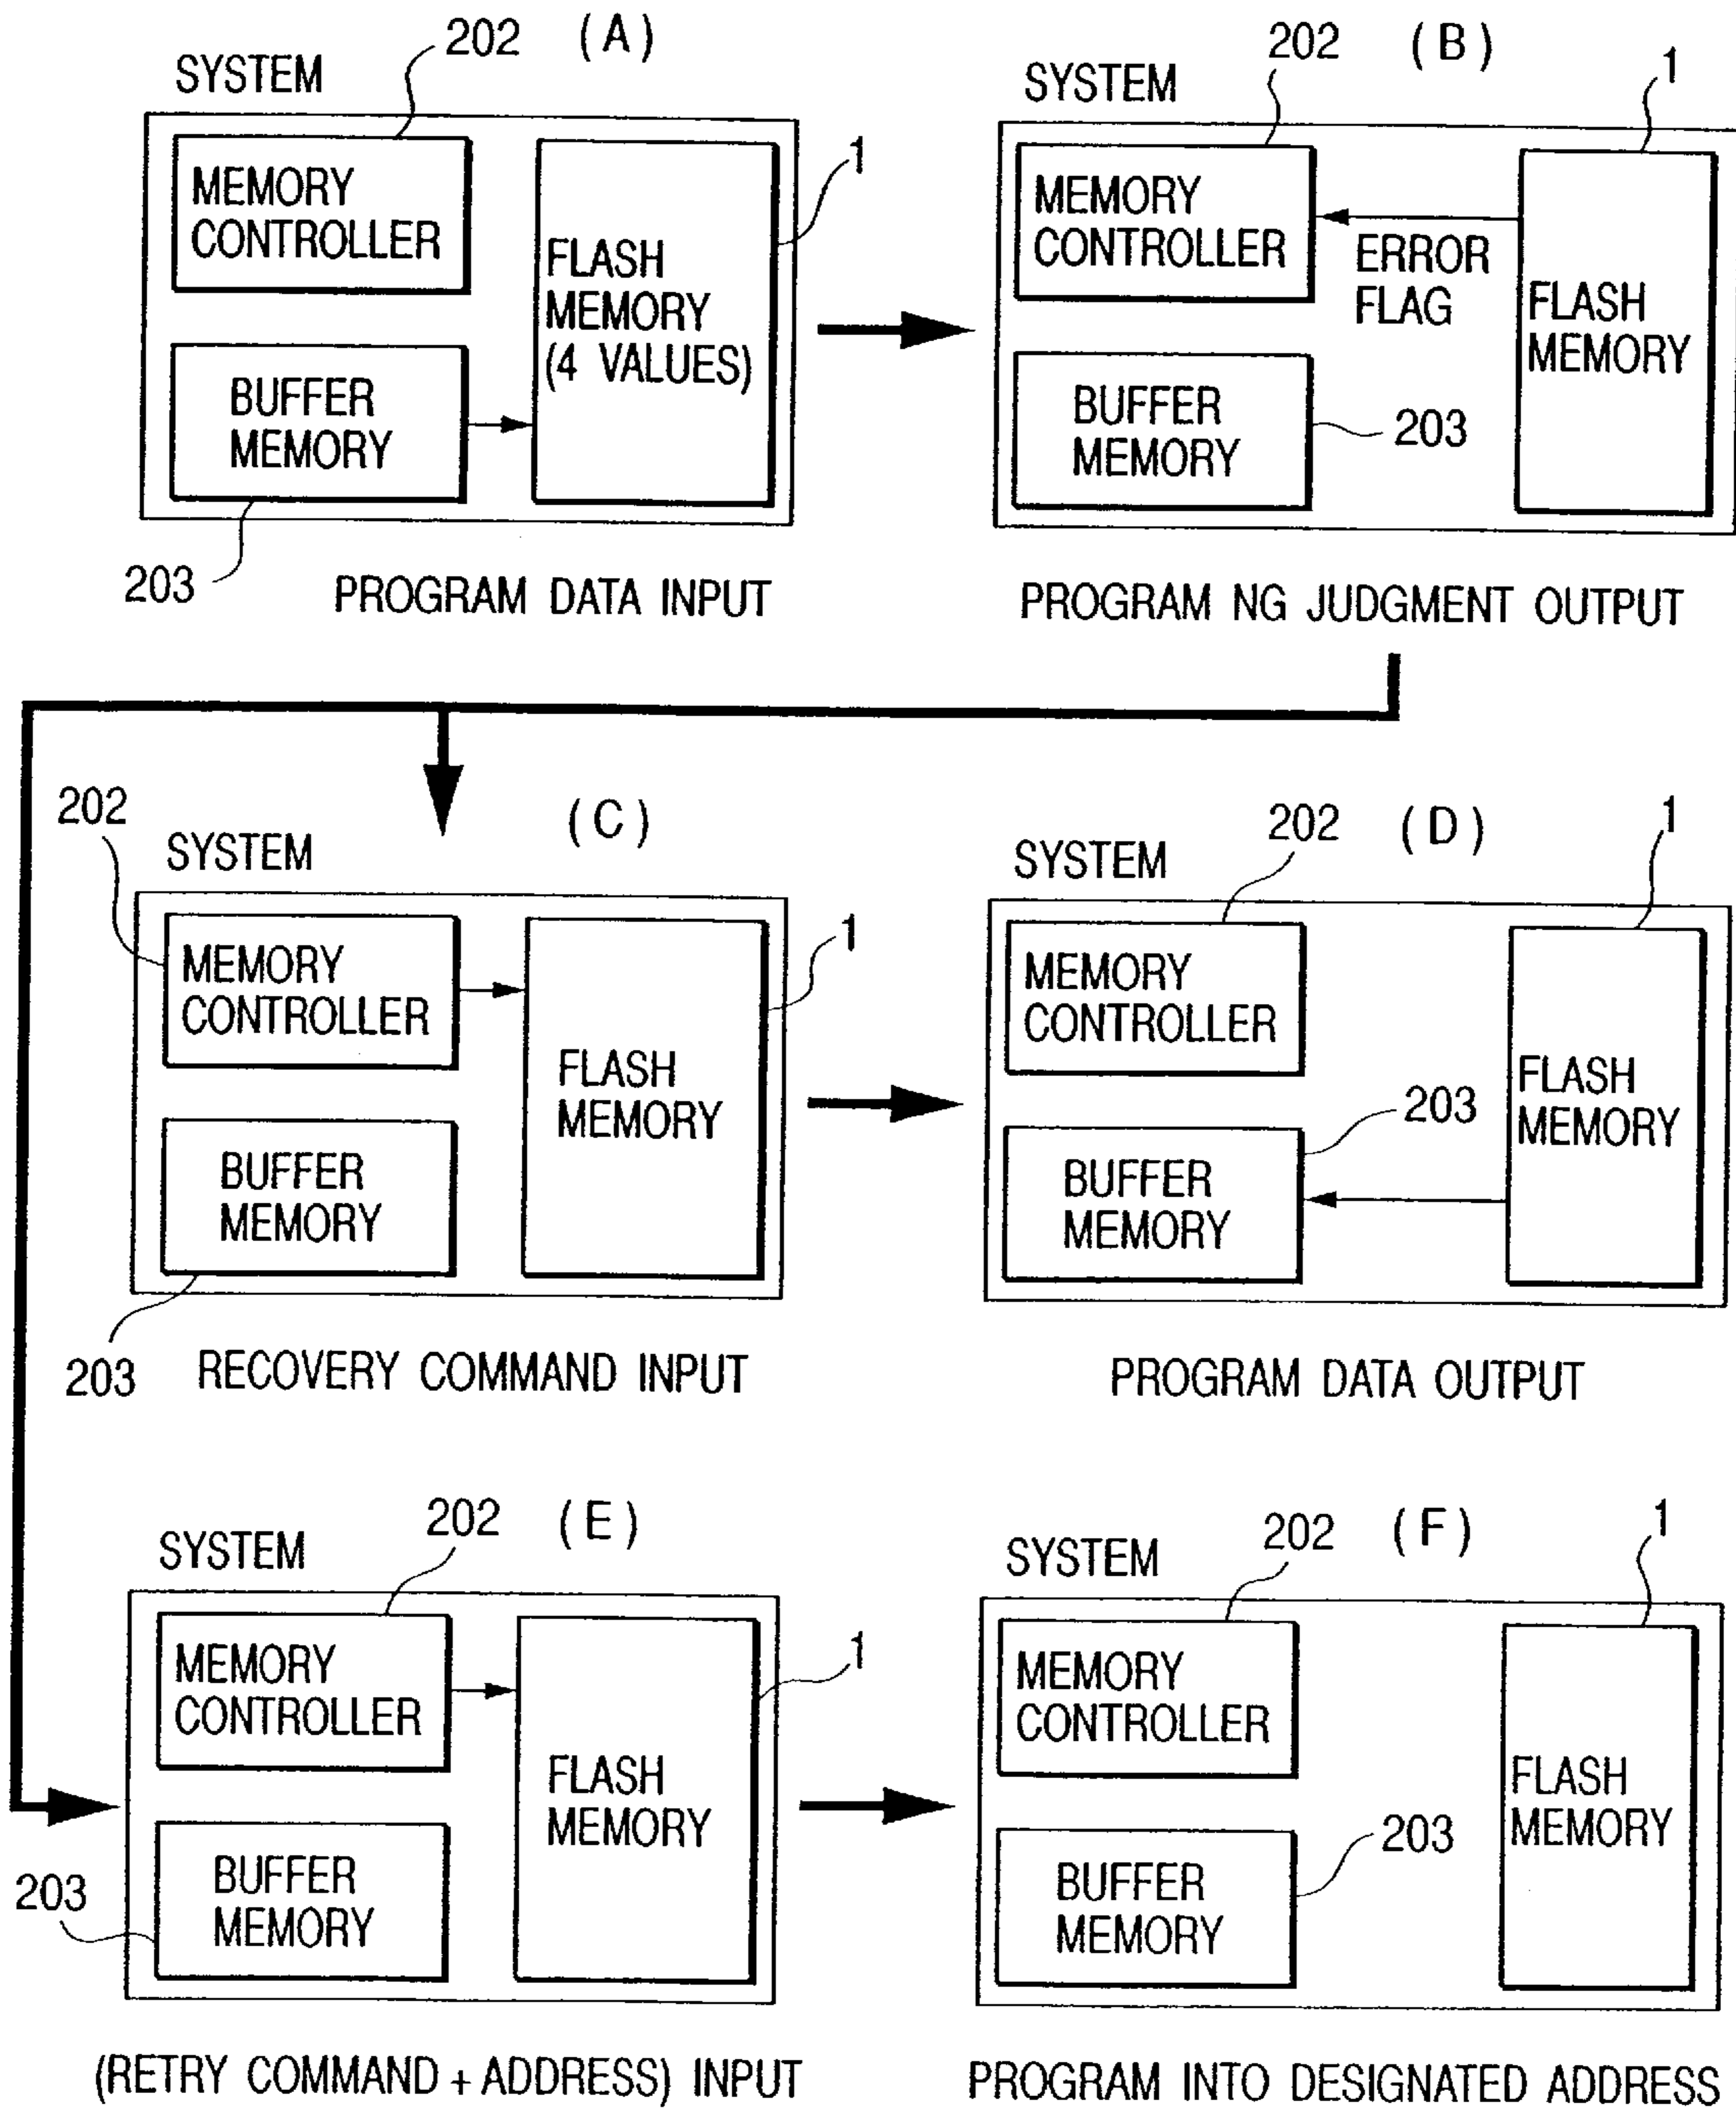 202 (A)
SYSTEM
MEMORY
CONTROLLER
FLASH
MEMORY
(4 VALUES)
1
BUFFER
MEMORY
203
PROGRAM DATA INPUT
202 (B)
SYSTEM
1
MEMORY
CONTROLLER
ERROR
FLAG
FLASH
MEMORY
BUFFER
MEMORY
203
PROGRAM NG JUDGMENT OUTPUT
202
(C)
SYSTEM
MEMORY
CONTROLLER
1
FLASH
MEMORY
BUFFER
MEMORY
203
RECOVERY COMMAND INPUT
202 (D)
SYSTEM
1
MEMORY
CONTROLLER
FLASH
MEMORY
203
BUFFER
MEMORY
PROGRAM DATA OUTPUT
202 (E)
SYSTEM
MEMORY
CONTROLLER
1
FLASH
MEMORY
BUFFER
MEMORY
203
(RETRY COMMAND + ADDRESS) INPUT
202 (F)
SYSTEM
1
MEMORY
CONTROLLER
FLASH
MEMORY
203
BUFFER
MEMORY
PROGRAM INTO DESIGNATED ADDRESS